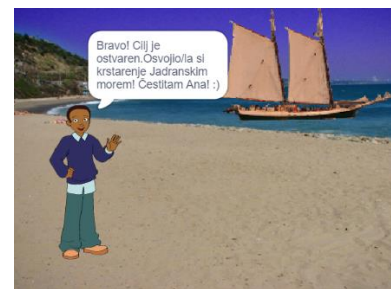 Bravo! Cilj je
ostvaren.Osvojio/la si
krstarenje Jadranskim
morem! Čestitam Ana! :)